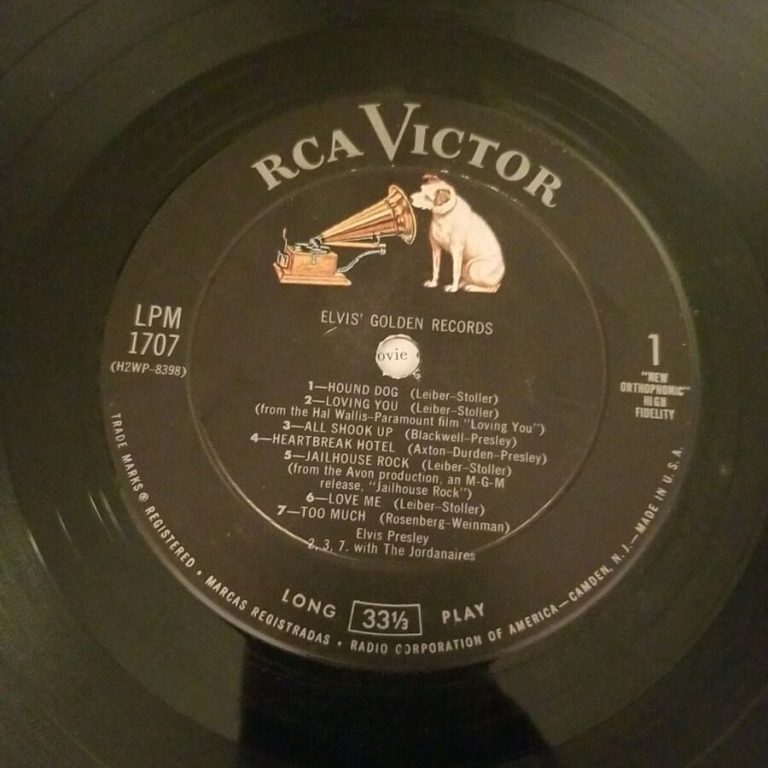 RCA VICTOR
ELVIS' GOLDEN RECORDS
LPM
1707
(H2WP-8398)
1
"NEW
ORTHOPHONIC"
HIGH
FIDELITY
ovie
1—HOUND DOG (Leiber-Stoller)
2—LOVING YOU (Leiber-Stoller)
(from the Hal Wallis-Paramount film "Loving You")
3—ALL SHOOK UP (Blackwell-Presley)
4—HEARTBREAK HOTEL (Axton-Durden-Presley)
5—JAILHOUSE ROCK (Leiber-Stoller)
(from the Avon production, an M-G-M
release, "Jailhouse Rock")
6—LOVE ME (Leiber-Stoller)
7—TOO MUCH (Rosenberg-Weinman)
Elvis Presley
2, 3, 7. with The Jordanaires
LONG 33⅓ PLAY
TRADE MARKS ® REGISTERED • MARCAS REGISTRADAS • RADIO CORPORATION OF AMERICA—CAMDEN, N. J.—MADE IN U.S.A.